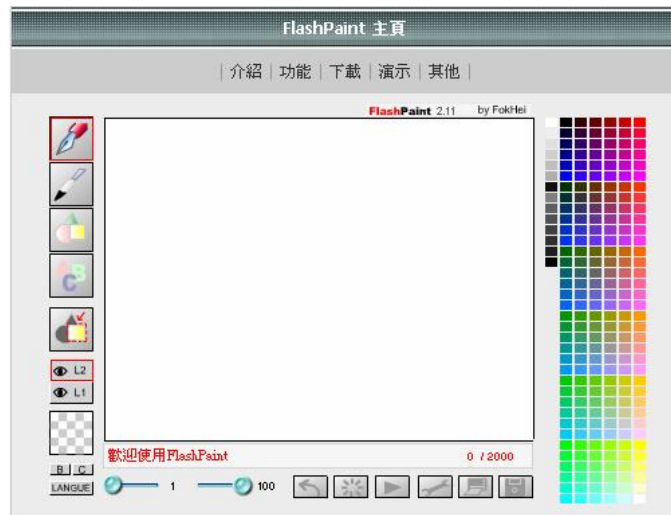 FlashPaint 主頁
| 介紹 | 功能 | 下載 | 演示 | 其他 |
FlashPaint 2.11 by FokHei
ABC
L2
L1
歡迎使用FlashPaint 0 / 2000
B C
LANGUE 1 100